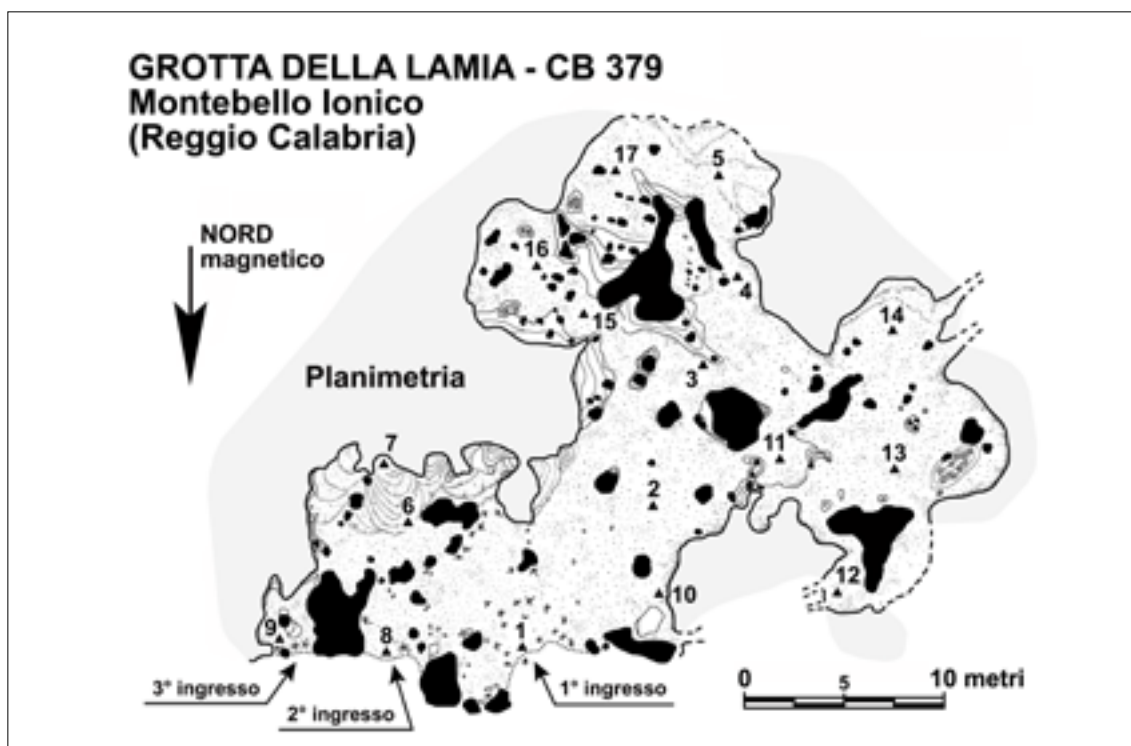 GROTTA DELLA LAMIA - CB 379
Montebello Ionico
(Reggio Calabria)
NORD
magnetico
Planimetria
17
5
16
4
15
14
3
7
11
13
2
6
12
10
9
8
1
3° ingresso
2° ingresso
1° ingresso
0 5 10 metri